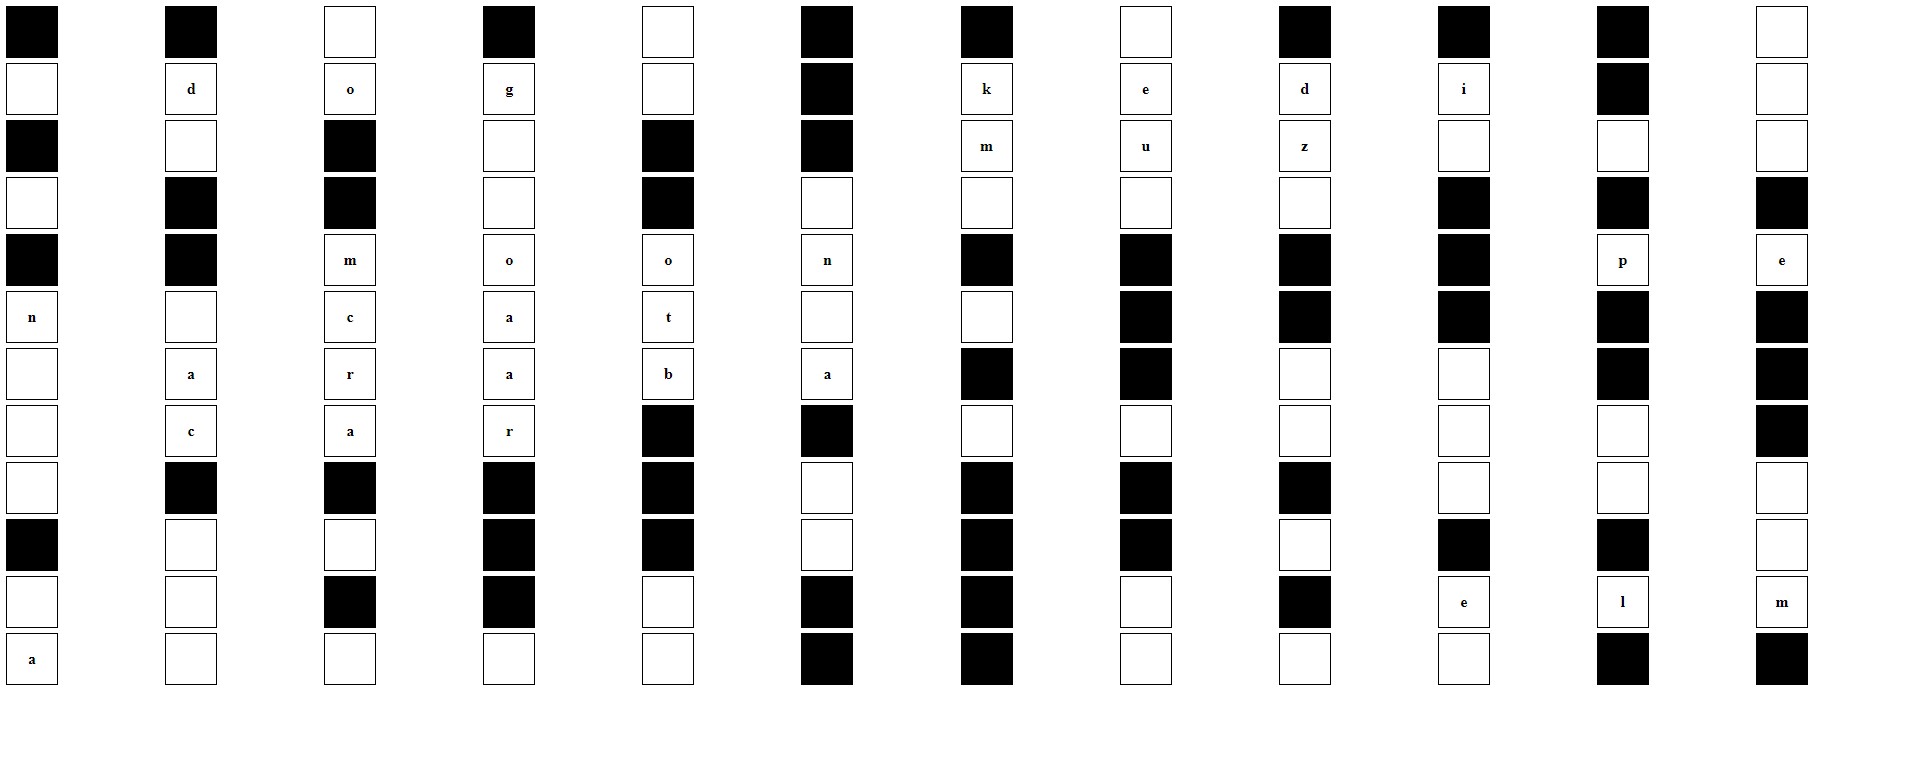 d o g k e d i
m u z
m o o n p e
n c a t
a r a b a
c a r
e l m
a